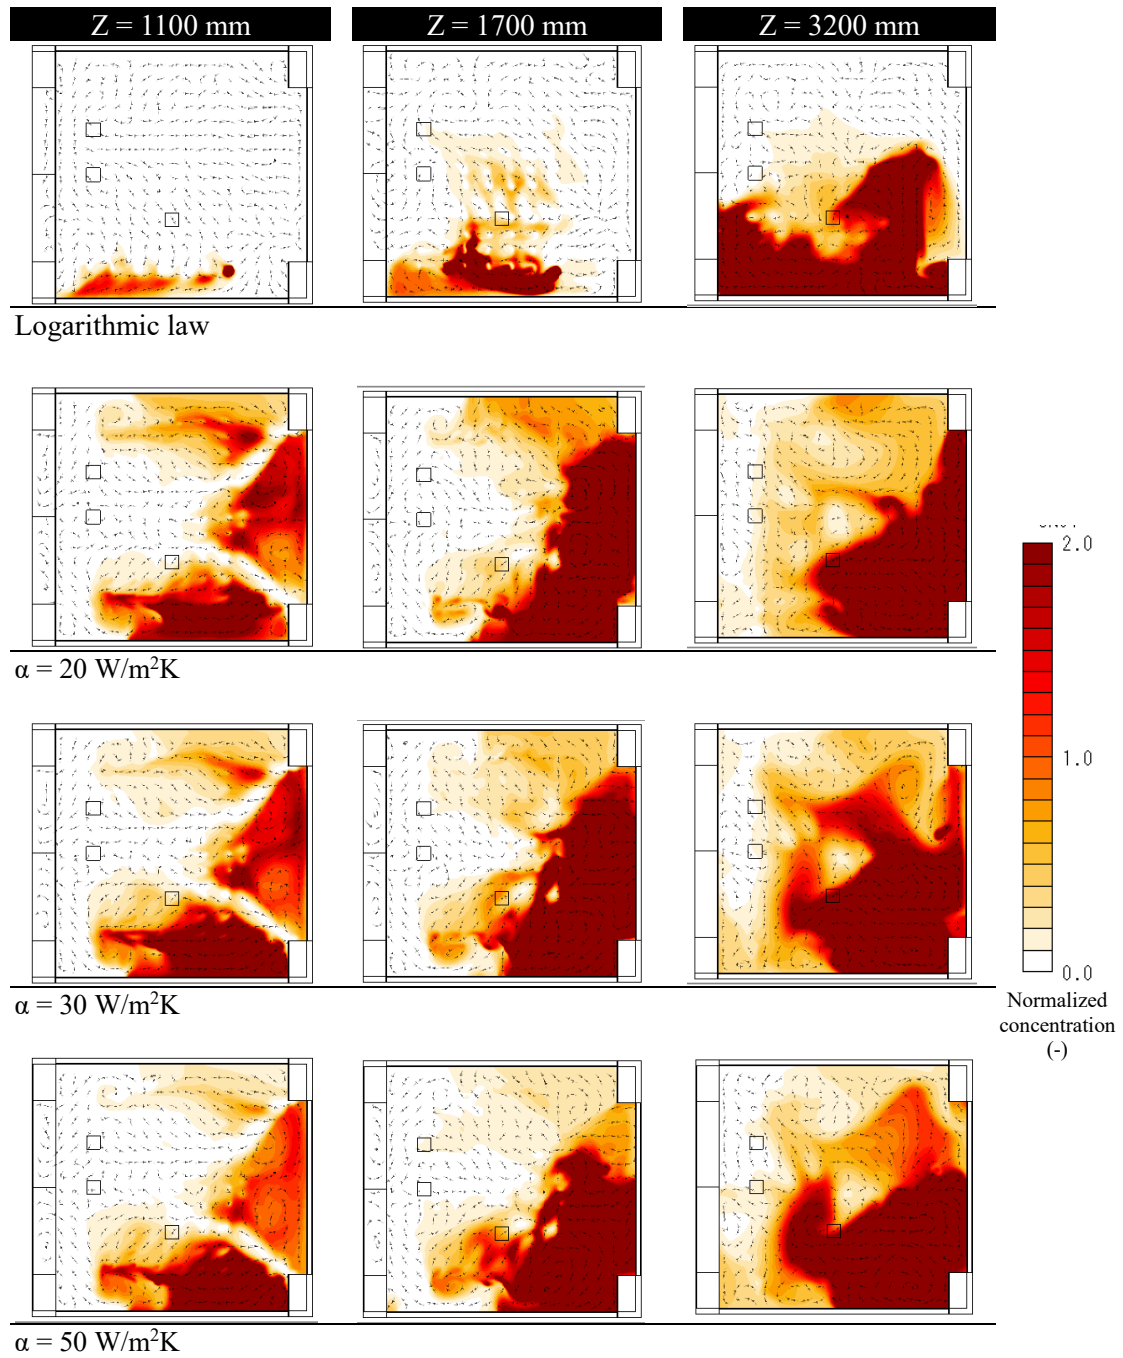 Z = 1100 mm
Z = 1700 mm
Z = 3200 mm
Logarithmic law
α = 20 W/m²K
2.0
1.0
0.0
Normalized
concentration
(-)
α = 30 W/m²K
α = 50 W/m²K